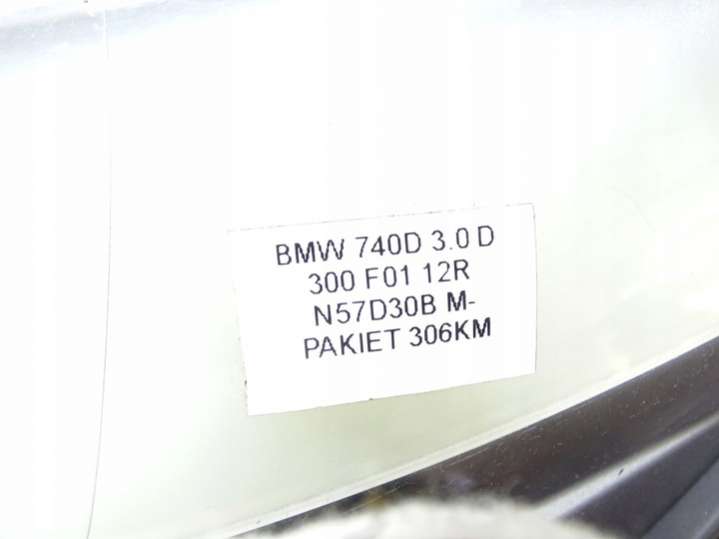 BMW 740D 3.0 D
300 F01 12R
N57D30B M-
PAKIET 306KM